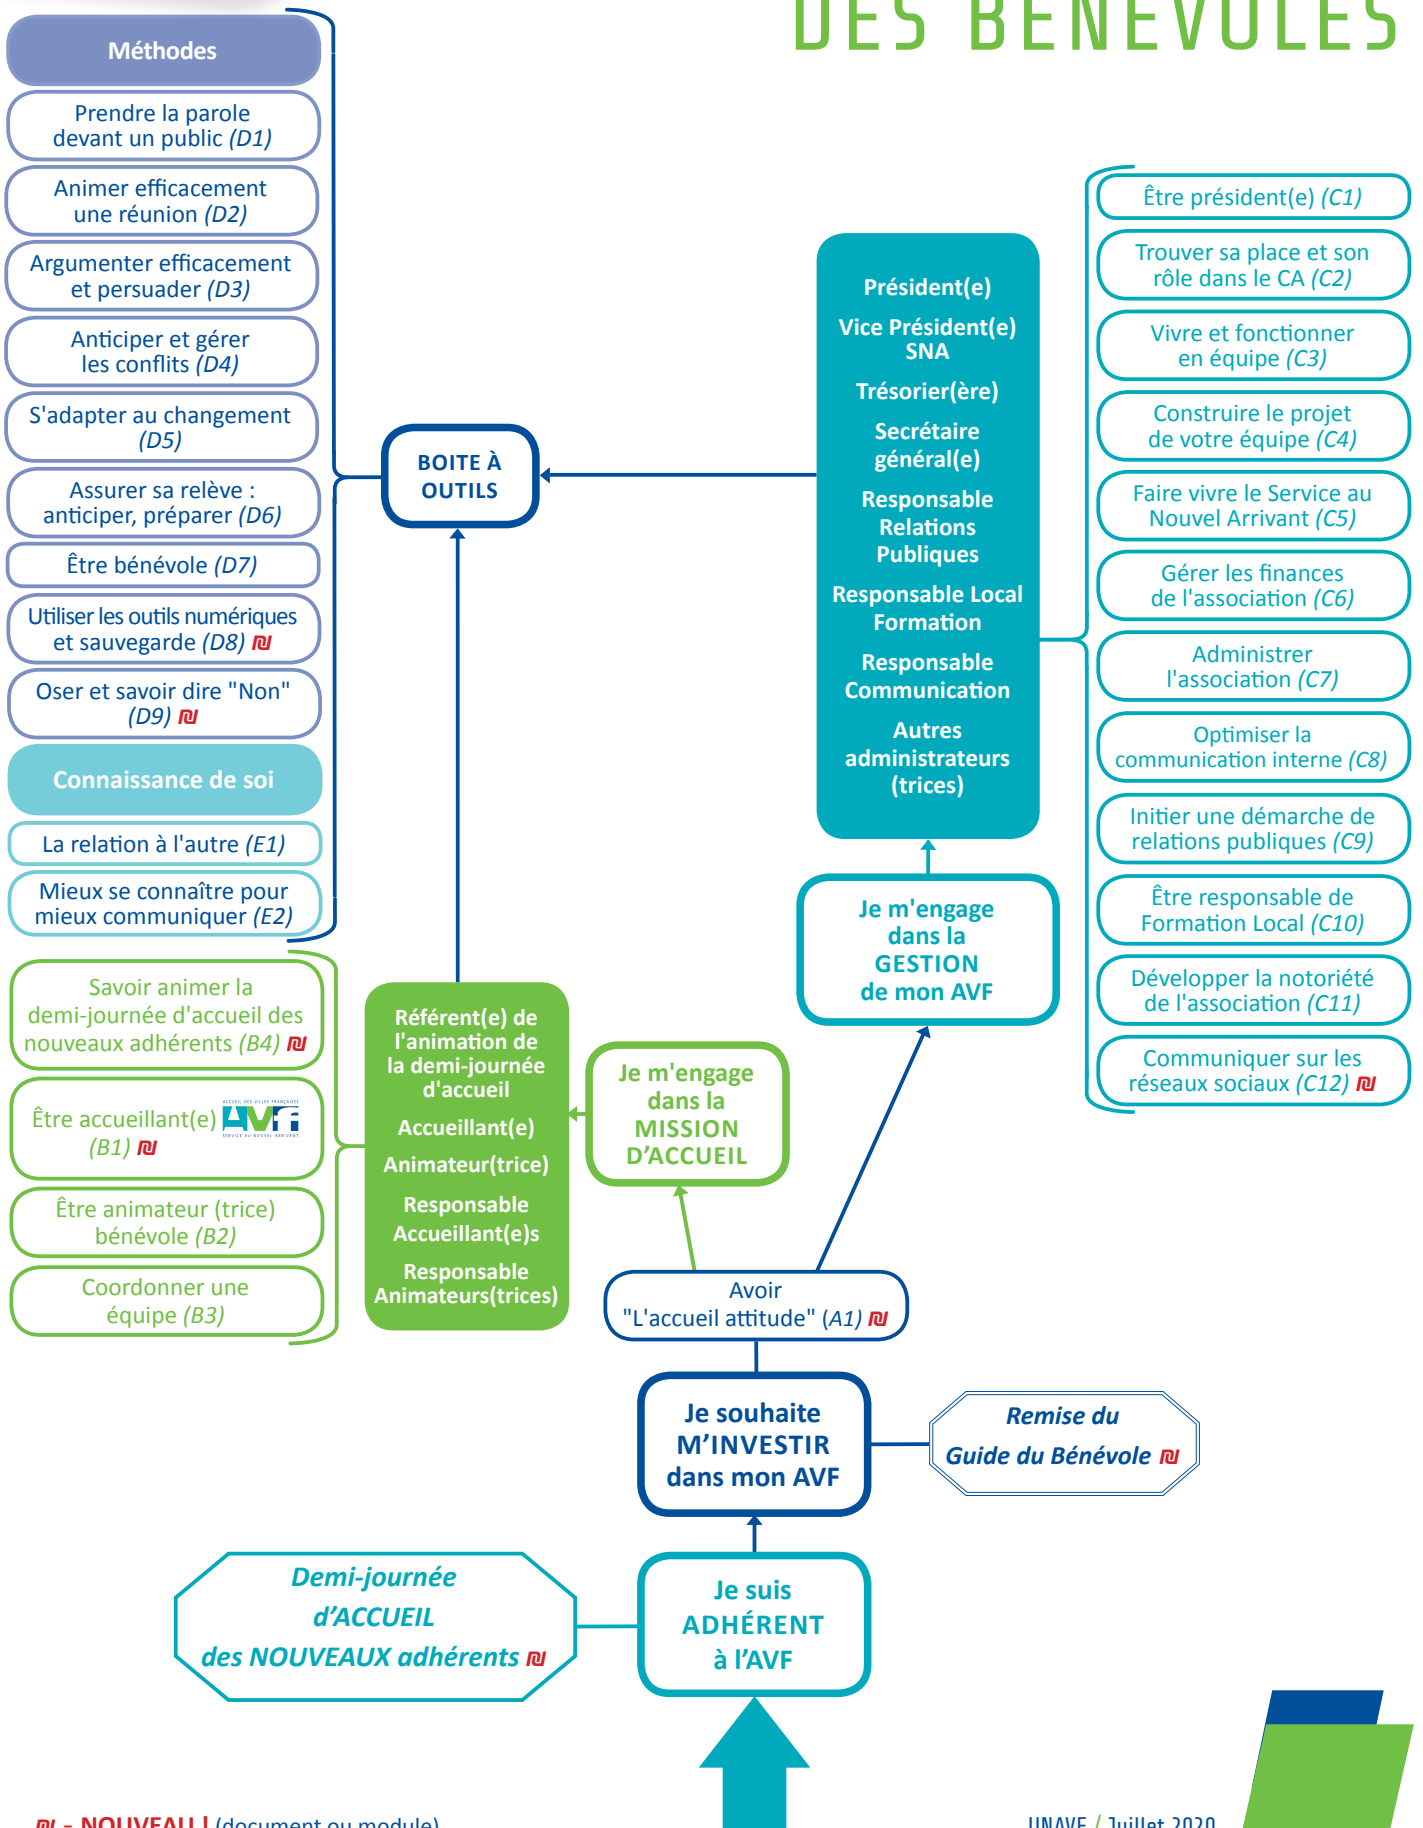 DES BÉNÉVOLES
Méthodes
Prendre la parole
devant un public (D1)
Animer efficacement
une réunion (D2)
Argumenter efficacement
et persuader (D3)
Anticiper et gérer
les conflits (D4)
S'adapter au changement
(D5)
Assurer sa relève :
anticiper, préparer (D6)
Être bénévole (D7)
Utiliser les outils numériques
et sauvegarde (D8) N
Oser et savoir dire "Non"
(D9) N
Connaissance de soi
La relation à l'autre (E1)
Mieux se connaître pour
mieux communiquer (E2)
BOITE À
OUTILS
Président(e)
Vice Président(e)
SNA
Trésorier(ère)
Secrétaire
général(e)
Responsable
Relations
Publiques
Responsable Local
Formation
Responsable
Communication
Autres
administrateurs
(trices)
Être président(e) (C1)
Trouver sa place et son
rôle dans le CA (C2)
Vivre et fonctionner
en équipe (C3)
Construire le projet
de votre équipe (C4)
Faire vivre le Service au
Nouvel Arrivant (C5)
Gérer les finances
de l'association (C6)
Administrer
l'association (C7)
Optimiser la
communication interne (C8)
Initier une démarche de
relations publiques (C9)
Être responsable de
Formation Local (C10)
Développer la notoriété
de l'association (C11)
Communiquer sur les
réseaux sociaux (C12) N
Je m'engage
dans la
GESTION
de mon AVF
Savoir animer la
demi-journée d'accueil des
nouveaux adhérents (B4) N
Être accueillant(e)
(B1) N
ACCUEIL DES VILLES FRANÇAISES
AVF
SERVICE AU NOUVEL ARRIVANT
Être animateur (trice)
bénévole (B2)
Coordonner une
équipe (B3)
Référent(e) de
l'animation de
la demi-journée
d'accueil
Accueillant(e)
Animateur(trice)
Responsable
Accueillant(e)s
Responsable
Animateurs(trices)
Je m'engage
dans la
MISSION
D’ACCUEIL
Avoir
"L'accueil attitude" (A1) N
Je souhaite
M’INVESTIR
dans mon AVF
Remise du
Guide du Bénévole N
Demi-journée
d’ACCUEIL
des NOUVEAUX adhérents N
Je suis
ADHÉRENT
à l’AVF
N - NOUVEAU ! (document ou module)
UNAVF / Juillet 2020